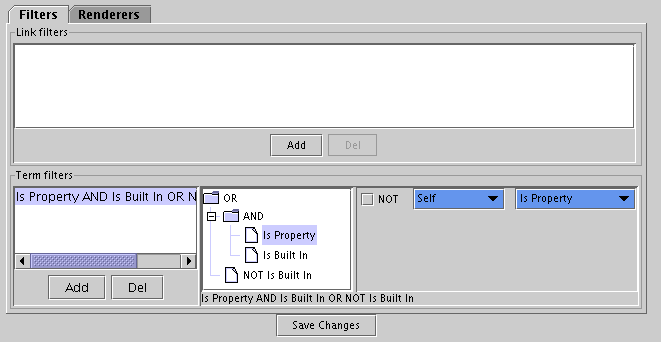 Filters Renderers
Link filters
Add Del
Term filters
Is Property AND Is Built In OR N
OR
AND
Is Property
Is Built In
NOT Is Built In
NOT Self Is Property
Add Del
Is Property AND Is Built In OR NOT Is Built In
Save Changes